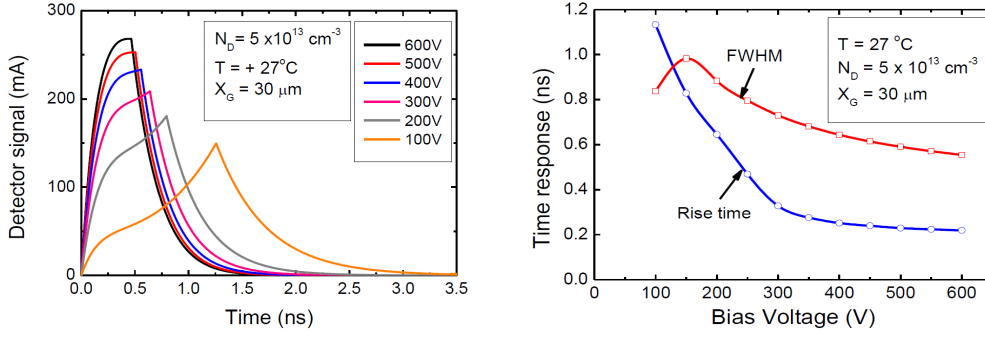 Detector signal (mA)
300
200
100
0
N_D= 5 x10^13 cm^-3
T = + 27°C
X_G = 30 μm
600V
500V
400V
300V
200V
100V
0.0 0.5 1.0 1.5 2.0 2.5 3.0 3.5
Time (ns)
Time response (ns)
1.2
1.0
0.8
0.6
0.4
0.2
0.0
FWHM
Rise time
T = 27 °C
N_D = 5 x 10^13 cm^-3
X_G = 30 μm
0 100 200 300 400 500 600
Bias Voltage (V)